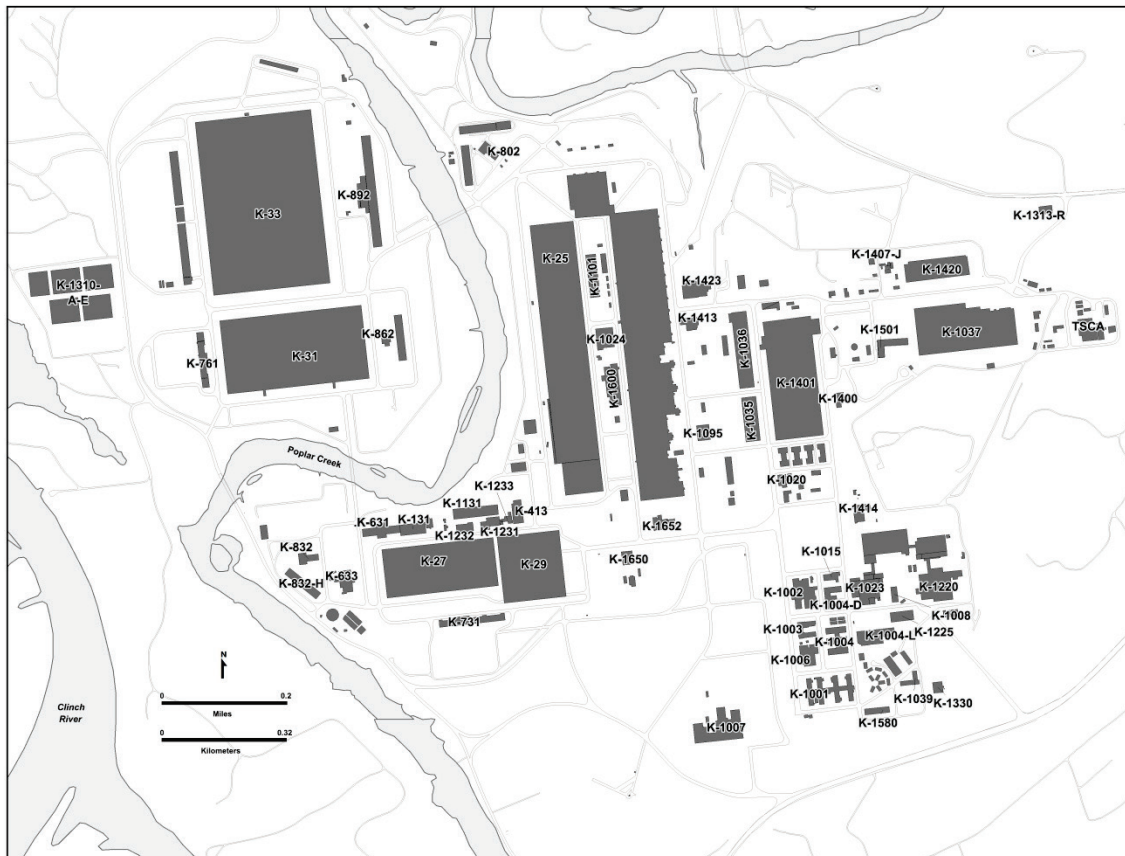 K-802
K-892
K-33
K-1313-R
K-25
K-1101
K-1407-J
K-1420
K-1423
K-1310-
A-E
K-1413
K-1501
K-1037
TSCA
K-862
K-1024
K-1036
K-31
K-761
K-1600
K-1401
K-1400
K-1035
K-1095
Poplar Creek
K-1020
K-1233
K-1131
K-413
K-1414
K-631
K-131
K-1652
K-1232
K-1231
K-832
K-1015
K-27
K-29
K-1650
K-832-H
K-633
K-1002
K-1023
K-1220
K-1004-D
K-1008
K-731
K-1003
K-1004
K-1004-L
K-1225
K-1006
N
K-1001
K-1039
K-1330
0 0.2
Miles
Clinch
River
K-1580
K-1007
0 0.32
Kilometers